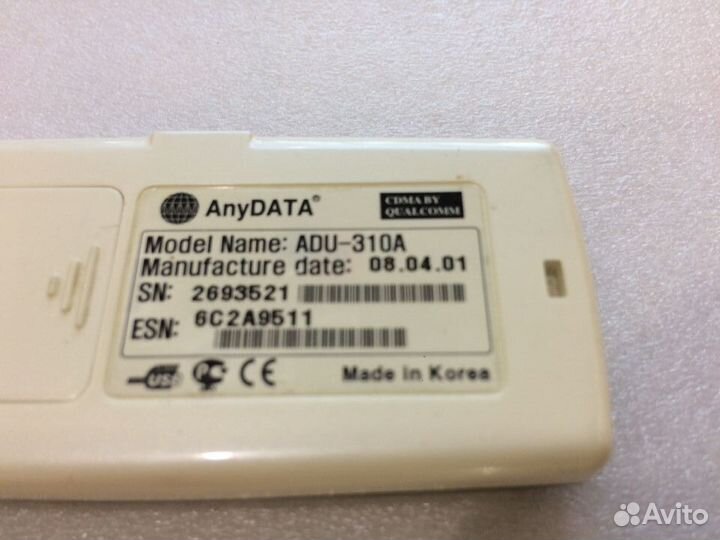 AnyDATA®
CDMA BY
QUALCOMM
Model Name: ADU-310A
Manufacture date: 08.04.01
SN: 2693521
ESN: 6C2A9511
USB
CE
Made in Korea
Avito